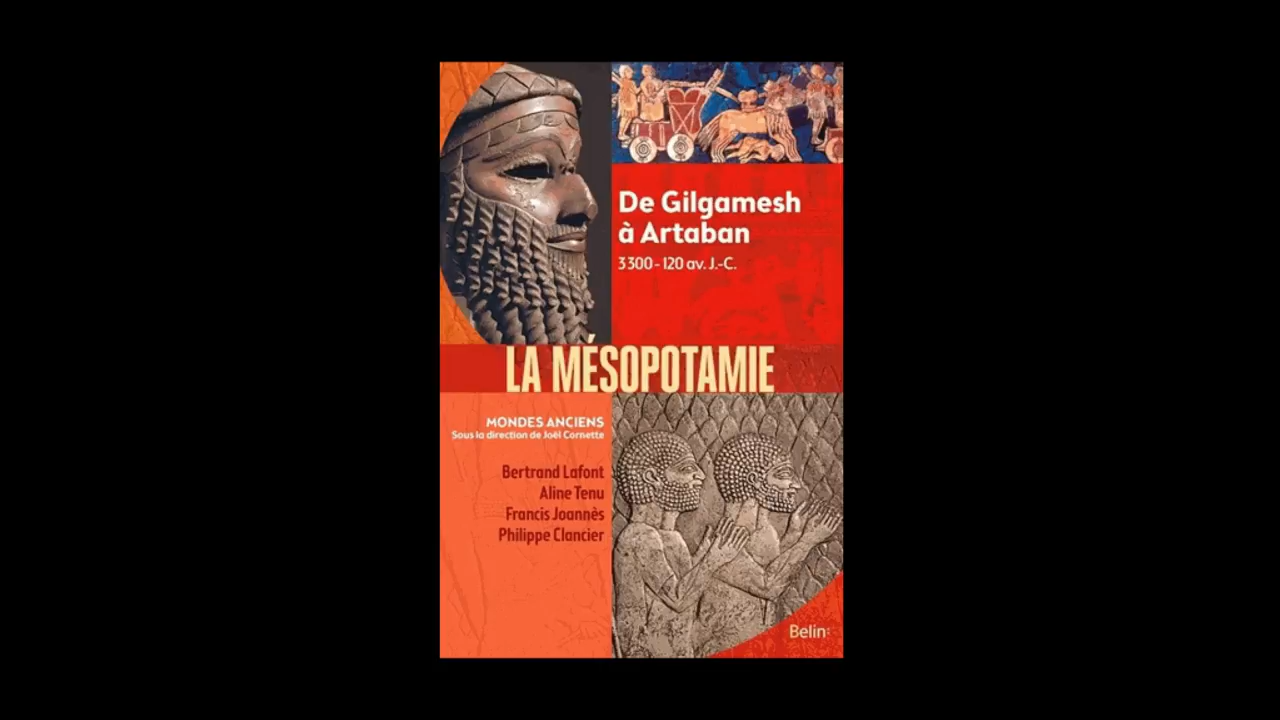 De Gilgamesh
à Artaban
3300-120 av. J.-C.
LA MÉSOPOTAMIE
MONDES ANCIENS
Sous la direction de Joël Cornette
Bertrand Lafont
Aline Tenu
Francis Joannès
Philippe Clancier
Belin: